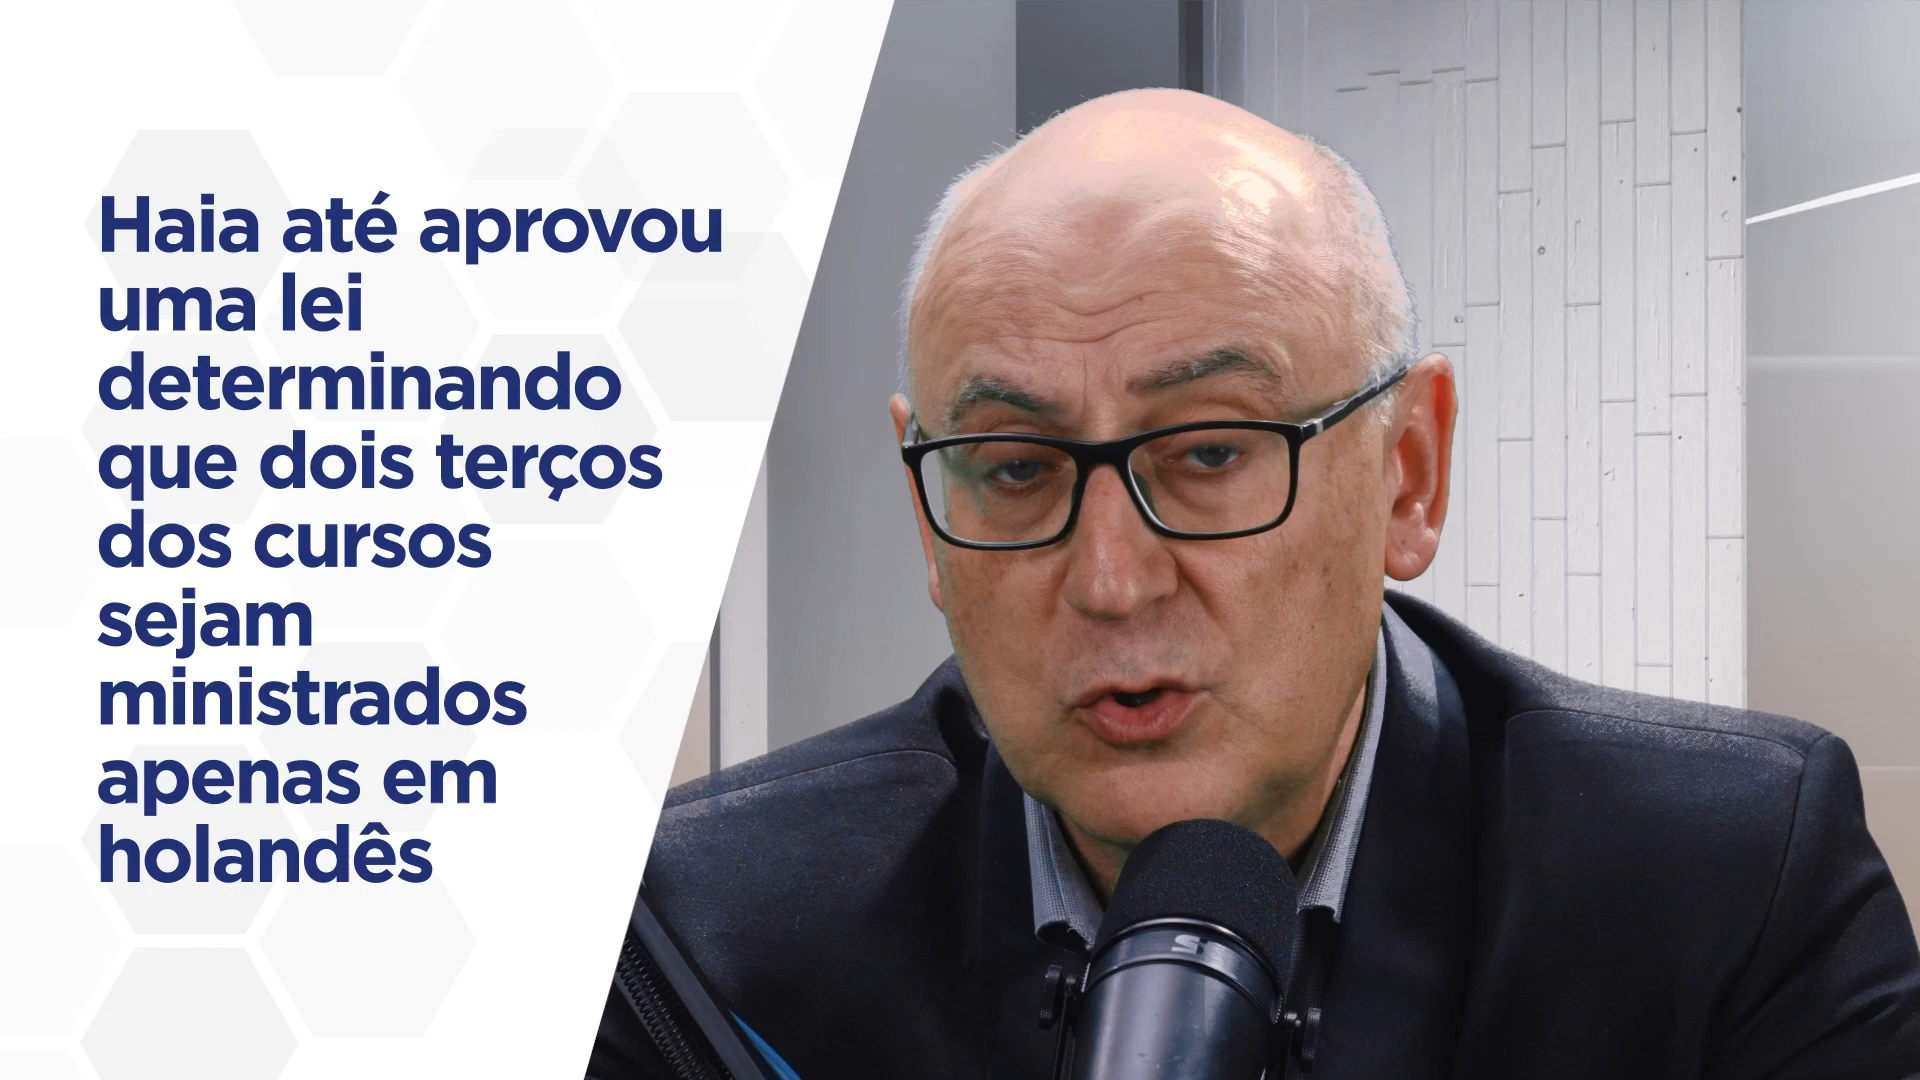 Haia até aprovou
uma lei
determinando
que dois terços
dos cursos
sejam
ministrados
apenas em
holandês